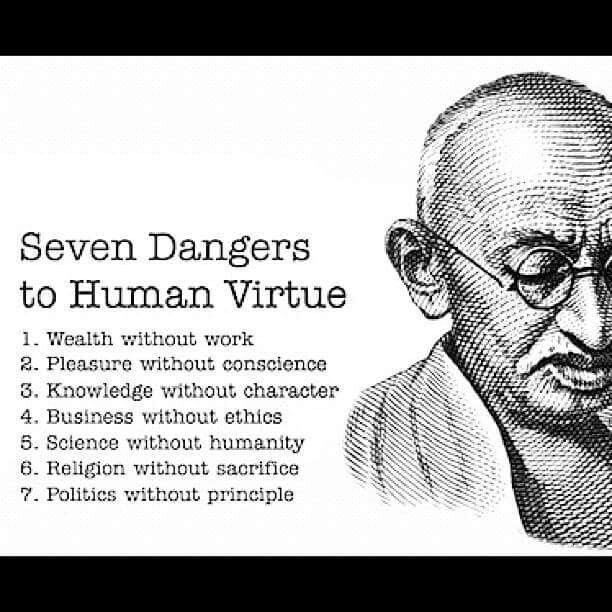 Seven Dangers
to Human Virtue
1. Wealth without work
2. Pleasure without conscience
3. Knowledge without character
4. Business without ethics
5. Science without humanity
6. Religion without sacrifice
7. Politics without principle